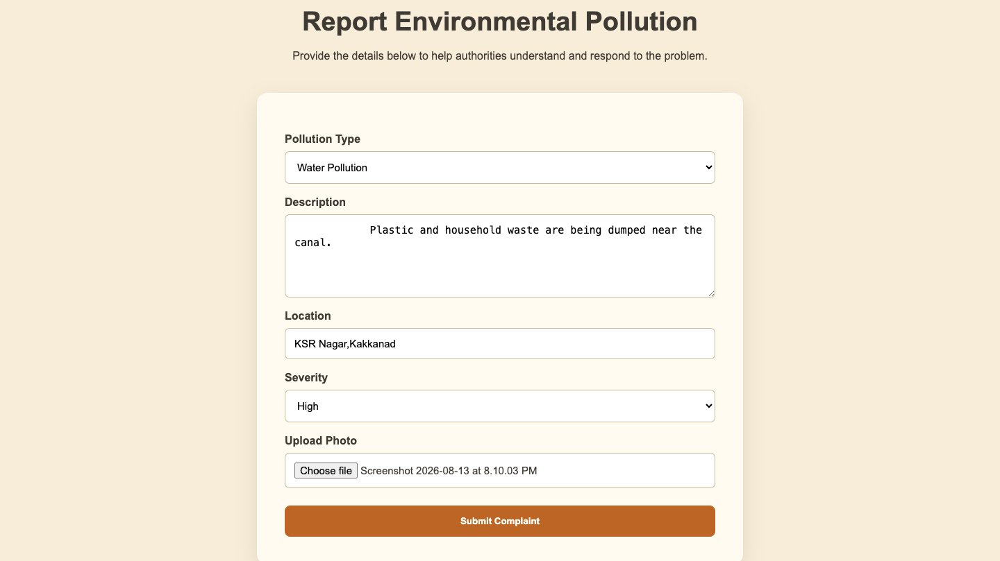 Report Environmental Pollution
Provide the details below to help authorities understand and respond to the problem.
Pollution Type
Water Pollution
Description
Plastic and household waste are being dumped near the
canal.
Location
KSR Nagar,Kakkanad
Severity
High
Upload Photo
Choose file Screenshot 2026-08-13 at 8.10.03 PM
Submit Complaint